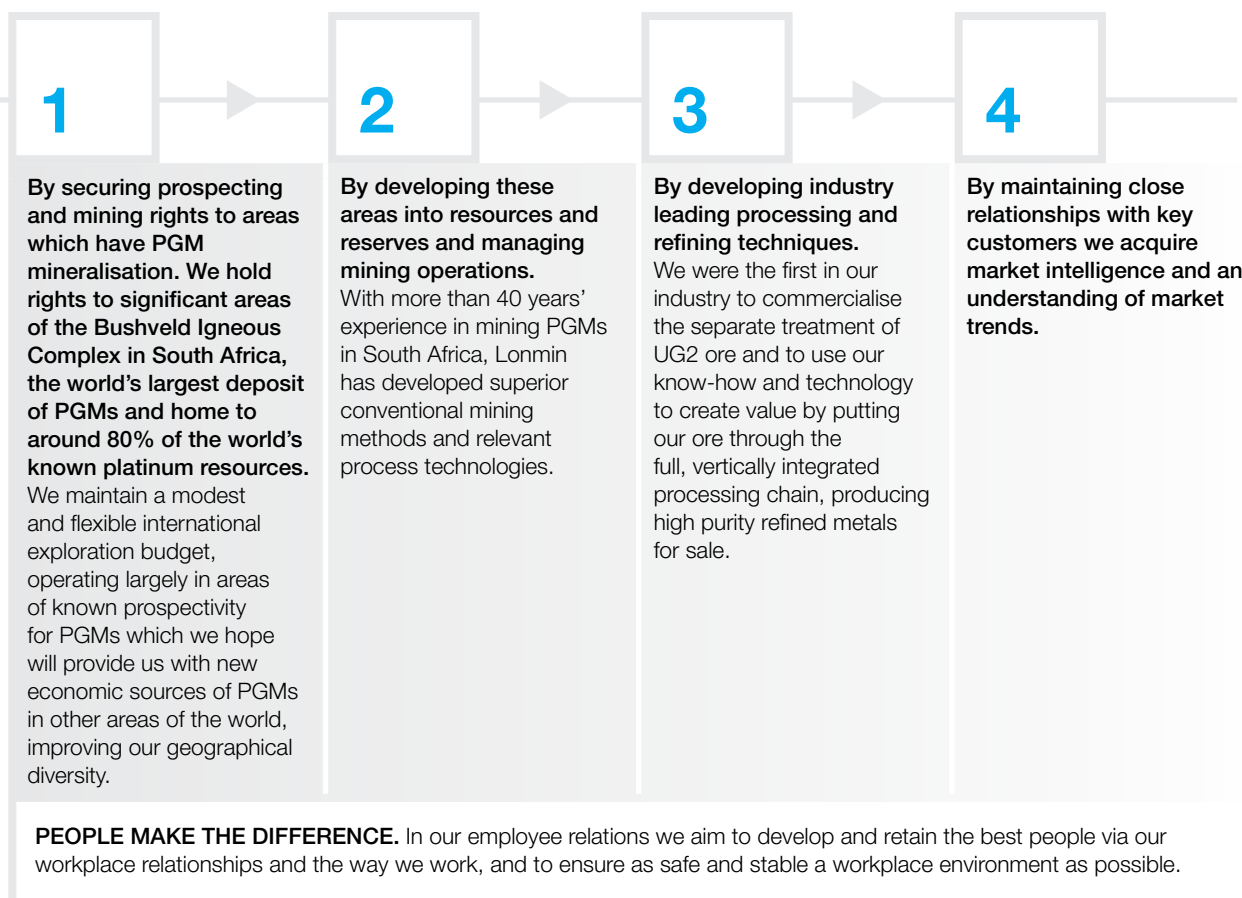 1
By securing prospecting
and mining rights to areas
which have PGM
mineralisation. We hold
rights to significant areas
of the Bushveld Igneous
Complex in South Africa,
the world's largest deposit
of PGMs and home to
around 80% of the world's
known platinum resources.
We maintain a modest
and flexible international
exploration budget,
operating largely in areas
of known prospectivity
for PGMs which we hope
will provide us with new
economic sources of PGMs
in other areas of the world,
improving our geographical
diversity.
2
By developing these
areas into resources and
reserves and managing
mining operations.
With more than 40 years'
experience in mining PGMs
in South Africa, Lonmin
has developed superior
conventional mining
methods and relevant
process technologies.
3
By developing industry
leading processing and
refining techniques.
We were the first in our
industry to commercialise
the separate treatment of
UG2 ore and to use our
know-how and technology
to create value by putting
our ore through the
full, vertically integrated
processing chain, producing
high purity refined metals
for sale.
4
By maintaining close
relationships with key
customers we acquire
market intelligence and an
understanding of market
trends.
PEOPLE MAKE THE DIFFERENCE. In our employee relations we aim to develop and retain the best people via our
workplace relationships and the way we work, and to ensure as safe and stable a workplace environment as possible.